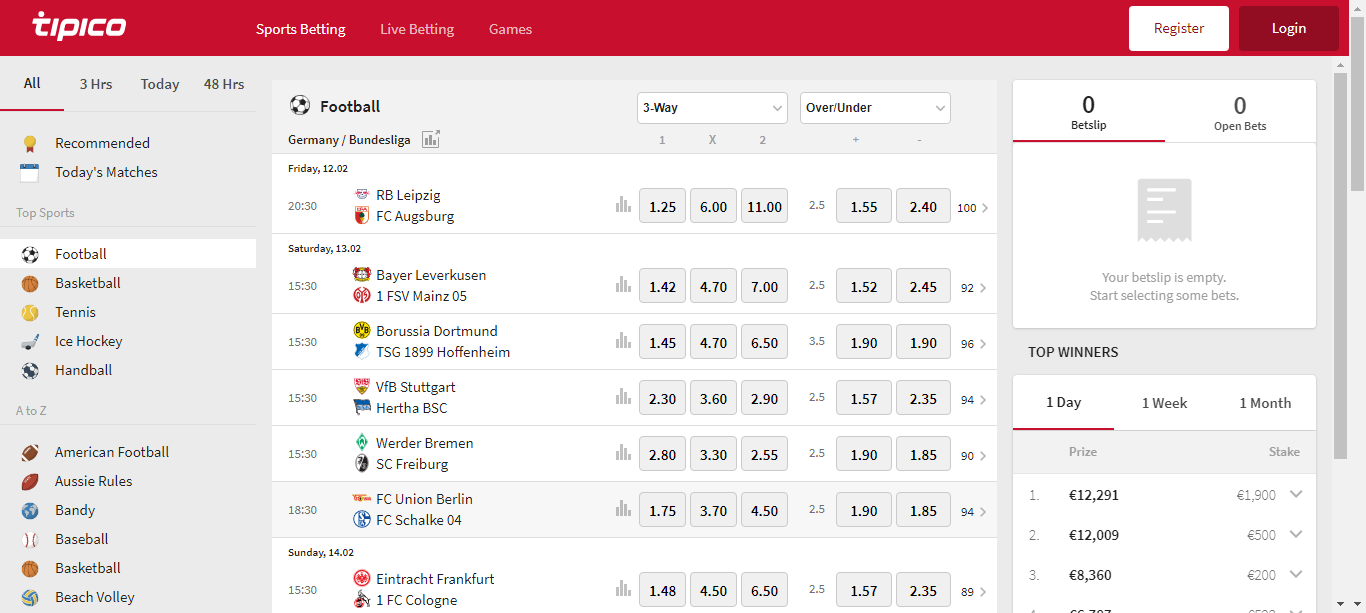 tipico
Sports Betting Live Betting Games Register Login
All 3 Hrs Today 48 Hrs
Recommended
Today's Matches
Top Sports
Football
Basketball
Tennis
Ice Hockey
Handball
A to Z
American Football
Aussie Rules
Bandy
Baseball
Basketball
Beach Volley
Football 3-Way Over/Under
Germany / Bundesliga 1 X 2 + -
Friday, 12.02
20:30 RB Leipzig FC Augsburg 1.25 6.00 11.00 2.5 1.55 2.40 100
Saturday, 13.02
15:30 Bayer Leverkusen 1 FSV Mainz 05 1.42 4.70 7.00 2.5 1.52 2.45 92
15:30 Borussia Dortmund TSG 1899 Hoffenheim 1.45 4.70 6.50 3.5 1.90 1.90 96
15:30 VfB Stuttgart Hertha BSC 2.30 3.60 2.90 2.5 1.57 2.35 94
15:30 Werder Bremen SC Freiburg 2.80 3.30 2.55 2.5 1.90 1.85 90
18:30 FC Union Berlin FC Schalke 04 1.75 3.70 4.50 2.5 1.90 1.85 94
Sunday, 14.02
15:30 Eintracht Frankfurt 1 FC Cologne 1.48 4.50 6.50 2.5 1.57 2.35 89
0 0
Betslip Open Bets
Your betslip is empty.
Start selecting some bets.
TOP WINNERS
1 Day 1 Week 1 Month
Prize Stake
1. €12,291 €1,900
2. €12,009 €500
3. €8,360 €200